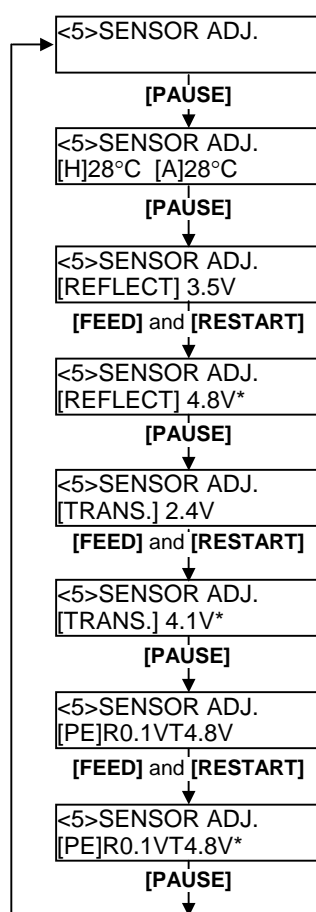 <5>SENSOR ADJ.
[PAUSE]
<5>SENSOR ADJ.
[H]28°C [A]28°C
[PAUSE]
<5>SENSOR ADJ.
[REFLECT] 3.5V
[FEED] and [RESTART]
<5>SENSOR ADJ.
[REFLECT] 4.8V*
[PAUSE]
<5>SENSOR ADJ.
[TRANS.] 2.4V
[FEED] and [RESTART]
<5>SENSOR ADJ.
[TRANS.] 4.1V*
[PAUSE]
<5>SENSOR ADJ.
[PE]R0.1VT4.8V
[FEED] and [RESTART]
<5>SENSOR ADJ.
[PE]R0.1VT4.8V*
[PAUSE]